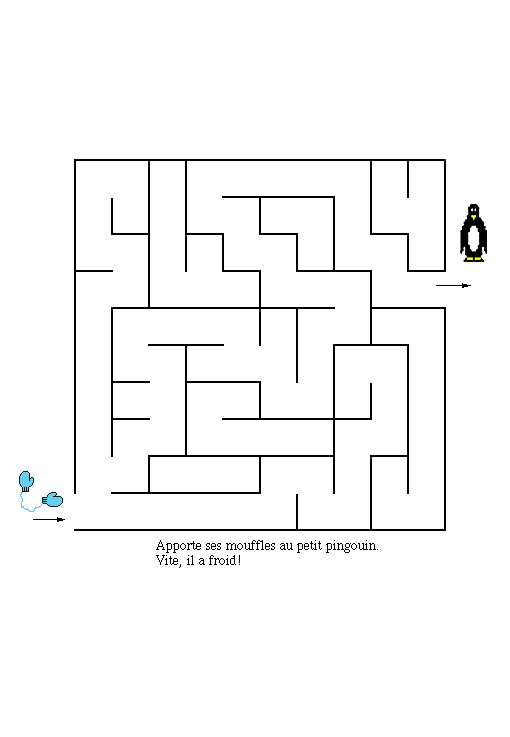 Apporte ses mouffles au petit pingouin.
Vite, il a froid!